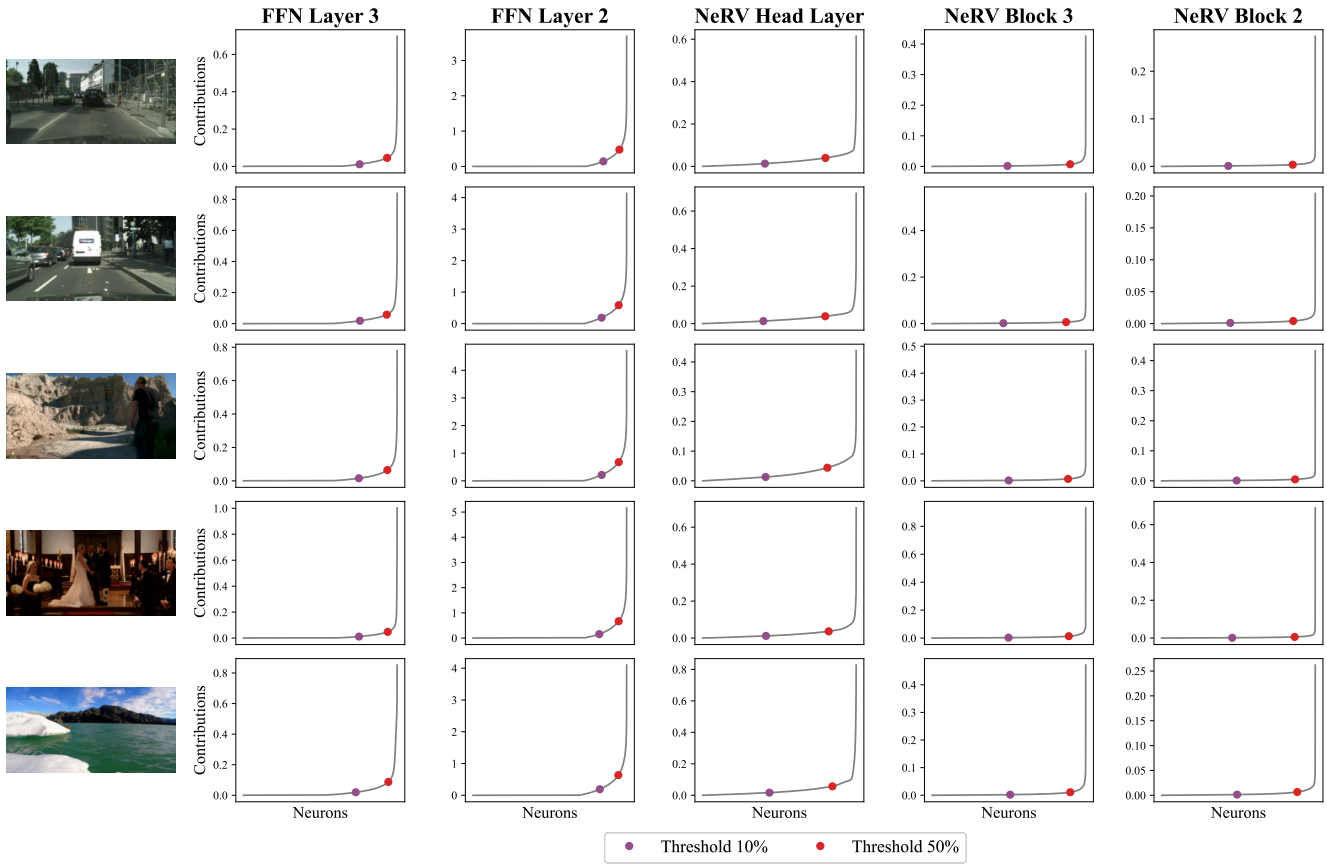 FFN Layer 3 FFN Layer 2 NeRV Head Layer NeRV Block 3 NeRV Block 2
Contributions
0.6 0.4 0.2 0.0
3 2 1 0
0.6 0.4 0.2 0.0
0.4 0.3 0.2 0.1 0.0
0.2 0.1 0.0
Contributions
0.8 0.6 0.4 0.2 0.0
4 3 2 1 0
0.6 0.4 0.2 0.0
0.4 0.2 0.0
0.20 0.15 0.10 0.05 0.00
Contributions
0.8 0.6 0.4 0.2 0.0
4 3 2 1 0
0.4 0.3 0.2 0.1 0.0
0.5 0.4 0.3 0.2 0.1 0.0
0.4 0.3 0.2 0.1 0.0
Contributions
1.0 0.8 0.6 0.4 0.2 0.0
5 4 3 2 1 0
0.6 0.4 0.2 0.0
0.8 0.6 0.4 0.2 0.0
0.6 0.4 0.2 0.0
Contributions
0.8 0.6 0.4 0.2 0.0
4 3 2 1 0
0.8 0.6 0.4 0.2 0.0
0.4 0.3 0.2 0.1 0.0
0.25 0.20 0.15 0.10 0.05 0.00
Neurons Neurons Neurons Neurons Neurons
Threshold 10% Threshold 50%